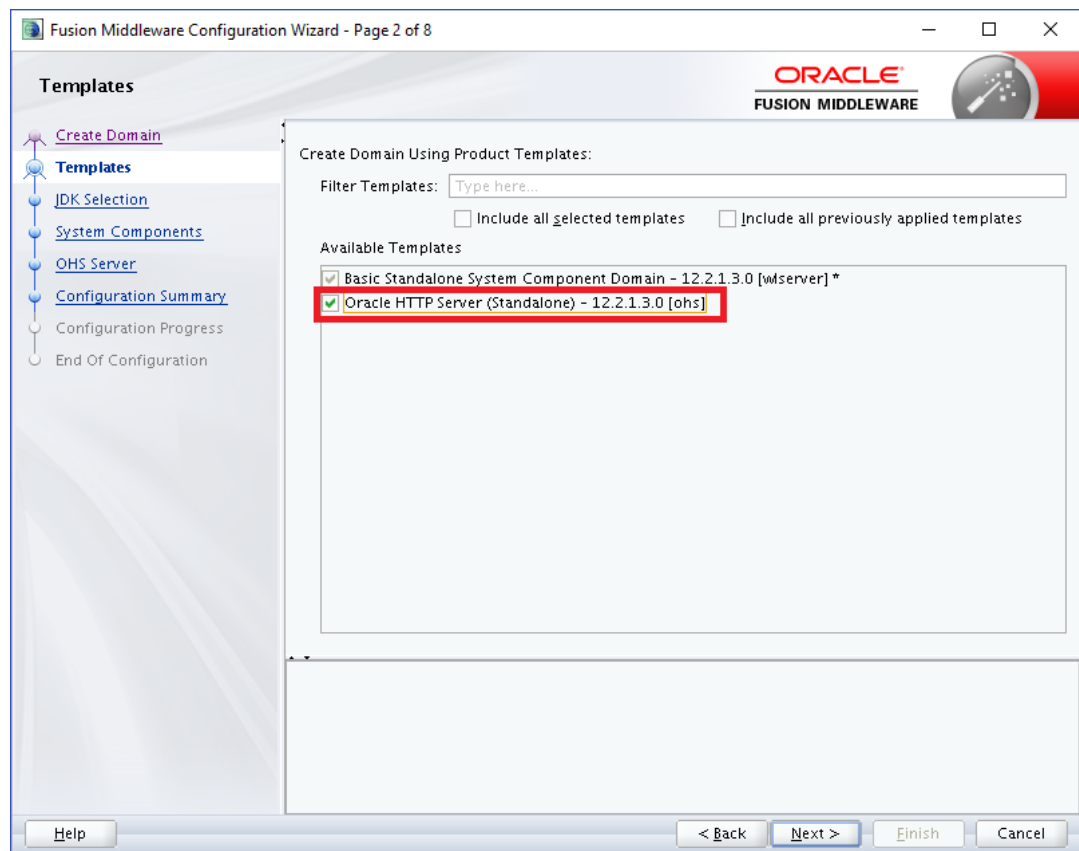 Fusion Middleware Configuration Wizard - Page 2 of 8
Templates
ORACLE
FUSION MIDDLEWARE
Create Domain
Templates
JDK Selection
System Components
OHS Server
Configuration Summary
Configuration Progress
End Of Configuration
Create Domain Using Product Templates:
Filter Templates: Type here...
Include all selected templates Include all previously applied templates
Available Templates
Basic Standalone System Component Domain - 12.2.1.3.0 [wlserver] *
Oracle HTTP Server (Standalone) - 12.2.1.3.0 [ohs]
Help < Back Next > Finish Cancel